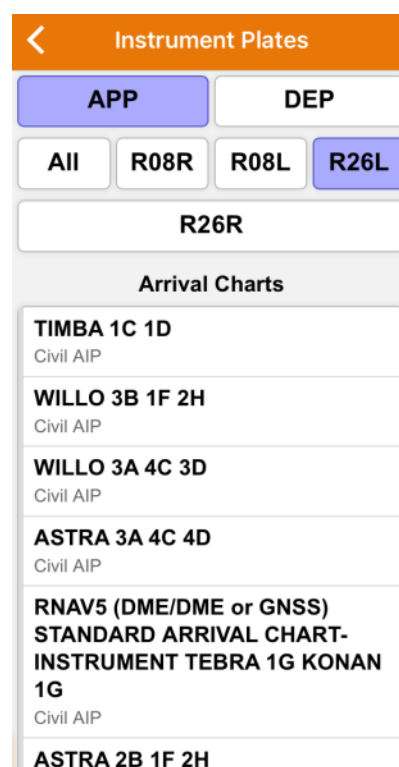 Instrument Plates
APP DEP
All R08R R08L R26L
R26R
Arrival Charts
TIMBA 1C 1D
Civil AIP
WILLO 3B 1F 2H
Civil AIP
WILLO 3A 4C 3D
Civil AIP
ASTRA 3A 4C 4D
Civil AIP
RNAV5 (DME/DME or GNSS)
STANDARD ARRIVAL CHART-
INSTRUMENT TEBRA 1G KONAN
1G
Civil AIP
ASTRA 2B 1F 2H